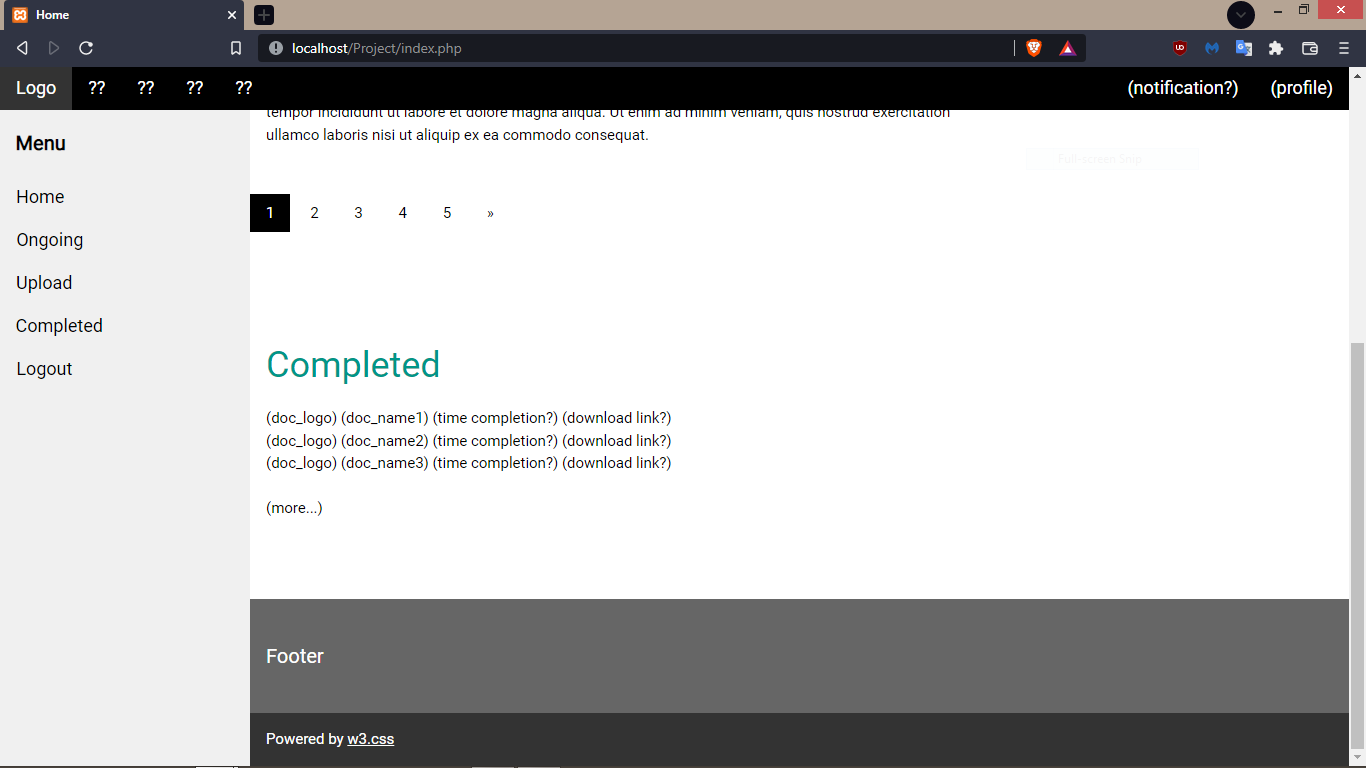 Home
localhost/Project/index.php
Logo ?? ?? ?? ?? (notification?) (profile)
tempor incididunt ut labore et dolore magna aliqua. Ut enim ad minim veniam, quis nostrud exercitation
ullamco laboris nisi ut aliquip ex ea commodo consequat.
Full-screen Snip
Menu
Home
Ongoing
Upload
Completed
Logout
1 2 3 4 5 »
Completed
(doc_logo) (doc_name1) (time completion?) (download link?)
(doc_logo) (doc_name2) (time completion?) (download link?)
(doc_logo) (doc_name3) (time completion?) (download link?)
(more...)
Footer
Powered by w3.css